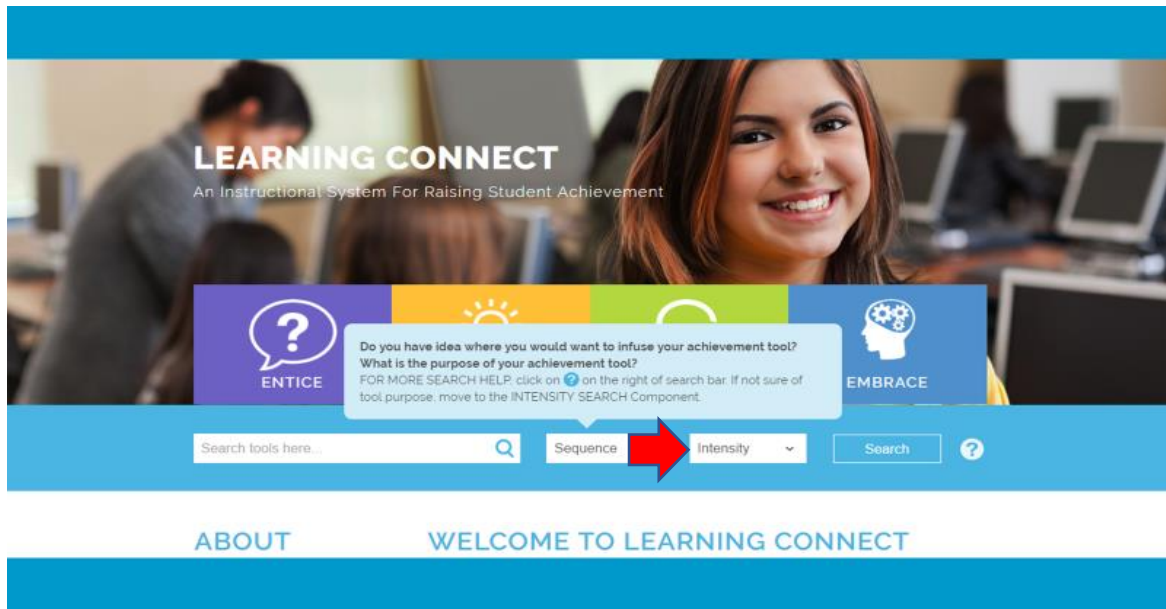 LEARNING CONNECT
An Instructional System For Raising Student Achievement
?
ENTICE
EMBRACE
Do you have idea where you would want to infuse your achievement tool?
What is the purpose of your achievement tool?
FOR MORE SEARCH HELP, click on ? on the right of search bar. If not sure of
tool purpose, move to the INTENSITY SEARCH Component.
Search tools here...
Sequence
Intensity
Search
?
ABOUT
WELCOME TO LEARNING CONNECT